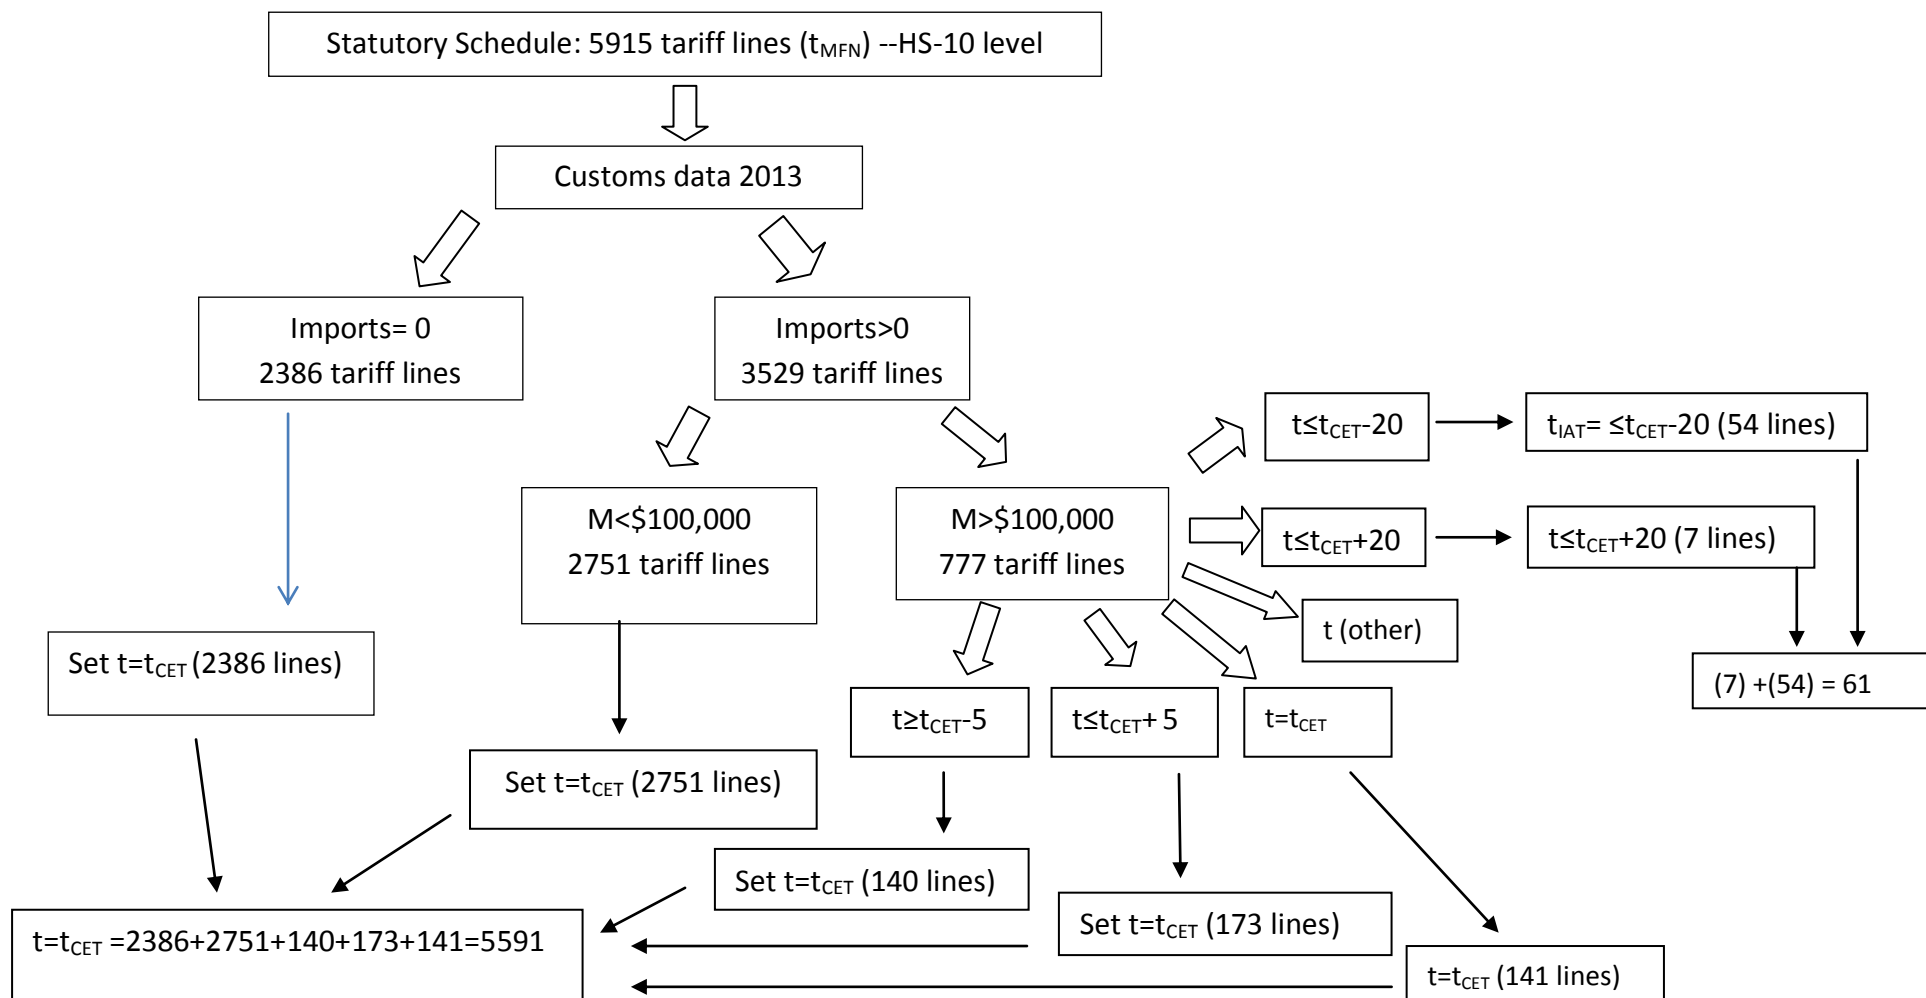 Statutory Schedule: 5915 tariff lines (tMFN) --HS-10 level
Customs data 2013
Imports= 0
2386 tariff lines
Imports>0
3529 tariff lines
t≤tCET-20
tIAT= ≤tCET-20 (54 lines)
M<$100,000
2751 tariff lines
M>$100,000
777 tariff lines
t≤tCET+20
t≤tCET+20 (7 lines)
t (other)
Set t=tCET (2386 lines)
(7) +(54) = 61
t≥tCET-5
t≤tCET+ 5
t=tCET
Set t=tCET (2751 lines)
Set t=tCET (140 lines)
Set t=tCET (173 lines)
t=tCET =2386+2751+140+173+141=5591
t=tCET (141 lines)